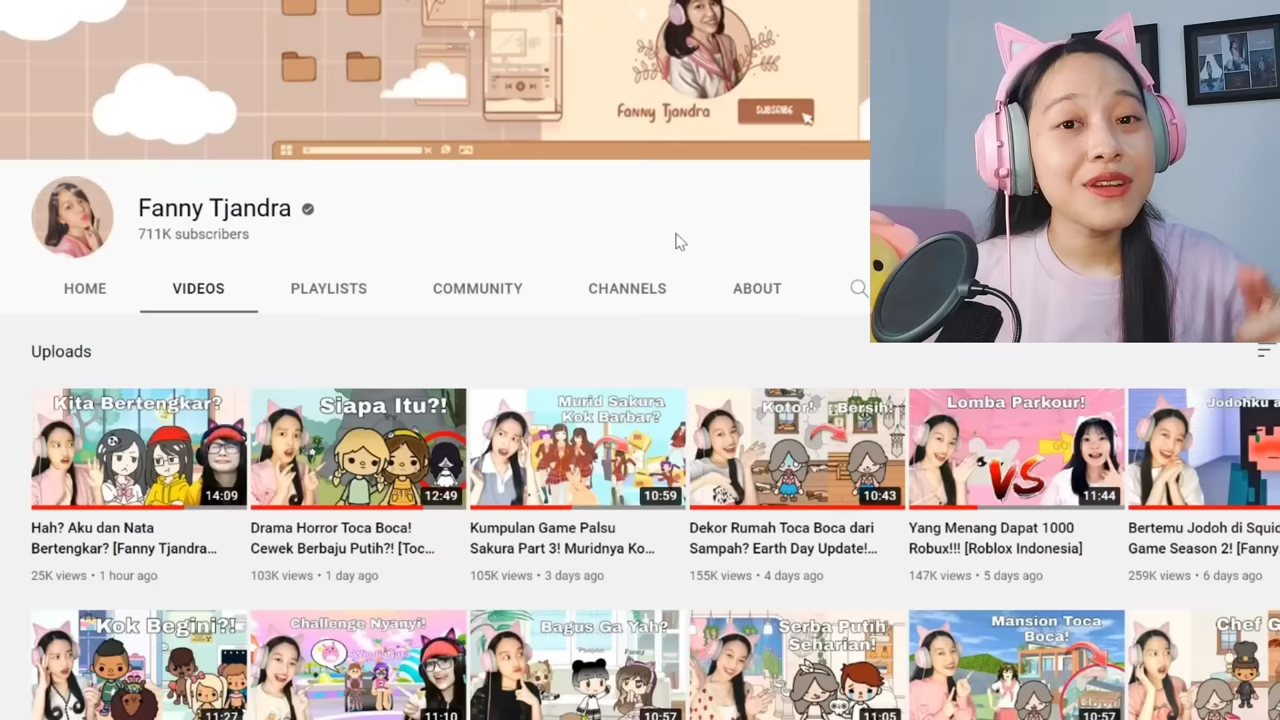 Fanny Tjandra
SUBSCRIBE
Fanny Tjandra
711K subscribers
HOME
VIDEOS
PLAYLISTS
COMMUNITY
CHANNELS
ABOUT
Uploads
Kita Bertengkar?
14:09
Hah? Aku dan Nata
Bertengkar? [Fanny Tjandra...
25K views • 1 hour ago
Siapa Itu?!
12:49
Drama Horror Toca Boca!
Cewek Berbaju Putih?! [Toc...
103K views • 1 day ago
Murid Sakura
Kok Barbar?
10:59
Kumpulan Game Palsu
Sakura Part 3! Muridnya Ko...
105K views • 3 days ago
Kotor!
Bersih!
10:43
Dekor Rumah Toca Boca dari
Sampah? Earth Day Update!...
155K views • 4 days ago
Lomba Parkour!
GO
VS
11:44
Yang Menang Dapat 1000
Robux!!! [Roblox Indonesia]
147K views • 5 days ago
Jodohku a
Bertemu Jodoh di Squid
Game Season 2! [Fanny
259K views • 6 days ago
Kok Begini?!
11:27
Challenge Nyanyi!
11:10
Bagus Ga Yah?
Fanny
10:57
Serba Putih
Seharian!
11:05
Mansion Toca
Boca!
10:57
Chef G